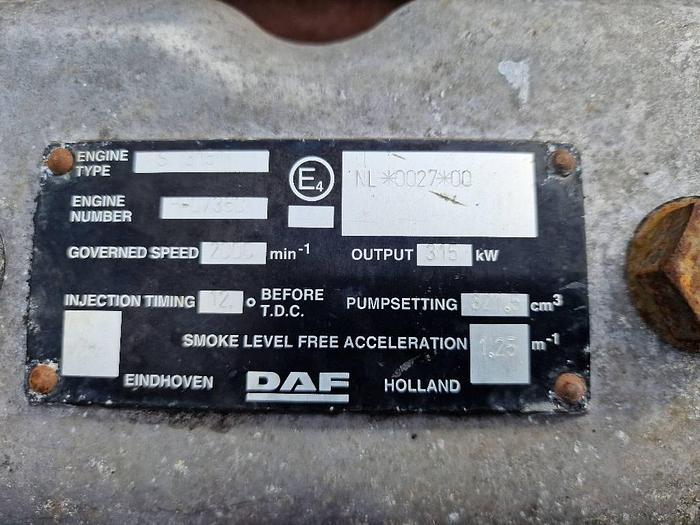 ENGINE TYPE
E4
NL*0027*00
ENGINE NUMBER
GOVERNED SPEED min-1
OUTPUT 315 kW
INJECTION TIMING 12 o BEFORE T.D.C.
PUMPSETTING cm3
SMOKE LEVEL FREE ACCELERATION 1.25 m-1
EINDHOVEN DAF HOLLAND